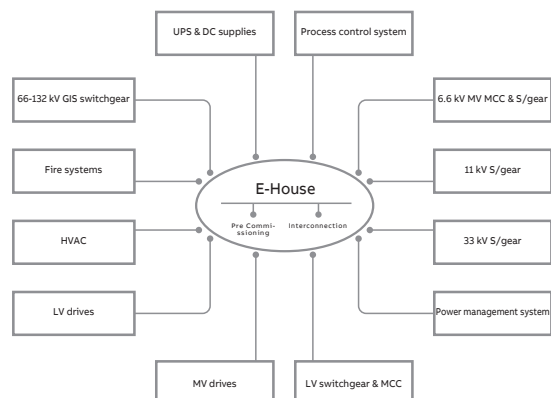 UPS & DC supplies
Process control system
66-132 kV GIS switchgear
6.6 kV MV MCC & S/gear
Fire systems
11 kV S/gear
E-House
Pre Commi-
ssioning
Interconnection
HVAC
33 kV S/gear
LV drives
Power management system
MV drives
LV switchgear & MCC